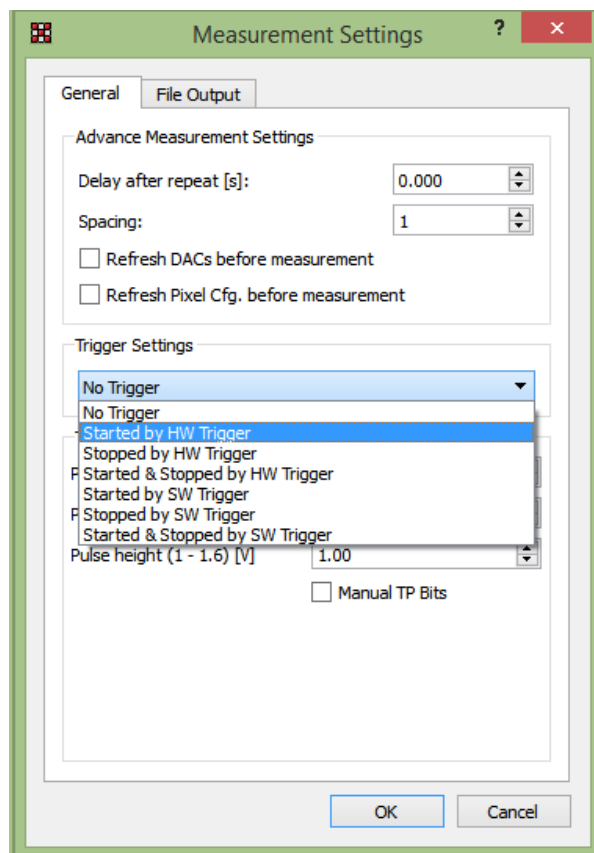 Measurement Settings
?
General
File Output
Advance Measurement Settings
Delay after repeat [s]:
0.000
Spacing:
1
Refresh DACs before measurement
Refresh Pixel Cfg. before measurement
Trigger Settings
No Trigger
No Trigger
Started by HW Trigger
Stopped by HW Trigger
P Started & Stopped by HW Trigger
Started by SW Trigger
P Stopped by SW Trigger
Started & Stopped by SW Trigger
Pulse height (1 - 1.6) [V]
1.00
Manual TP Bits
OK
Cancel